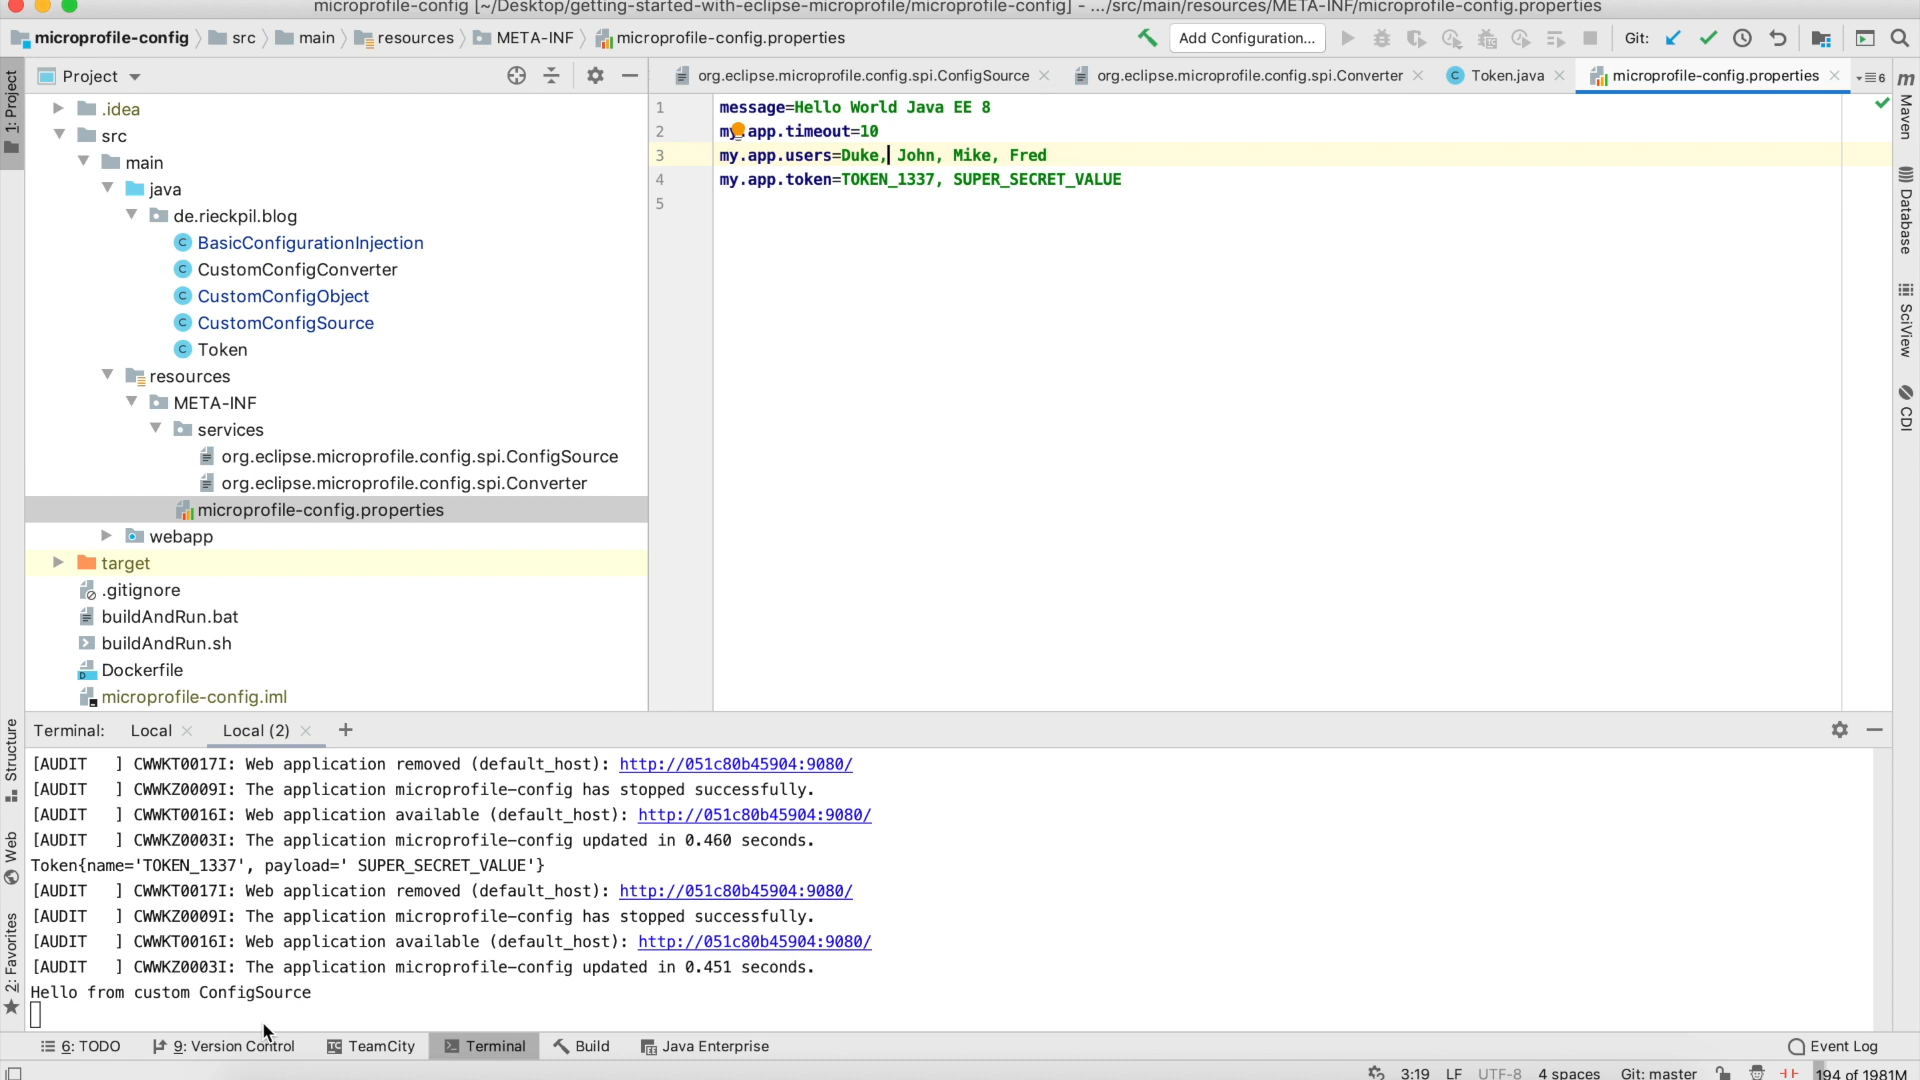 microprofile-config [~/Desktop/getting-started-with-eclipse-microprofile/microprofile-config] - .../src/main/resources/META-INF/microprofile-config.properties
microprofile-config src main resources META-INF microprofile-config.properties Add Configuration... Git:
Project
org.eclipse.microprofile.config.spi.ConfigSource org.eclipse.microprofile.config.spi.Converter Token.java microprofile-config.properties 6
1: Project
.idea
src
main
java
de.rieckpil.blog
BasicConfigurationInjection
CustomConfigConverter
CustomConfigObject
CustomConfigSource
Token
resources
META-INF
services
org.eclipse.microprofile.config.spi.ConfigSource
org.eclipse.microprofile.config.spi.Converter
microprofile-config.properties
webapp
target
.gitignore
buildAndRun.bat
buildAndRun.sh
Dockerfile
microprofile-config.iml
1 message=Hello World Java EE 8
2 my.app.timeout=10
3 my.app.users=Duke, John, Mike, Fred
4 my.app.token=TOKEN_1337, SUPER_SECRET_VALUE
5
m Maven
Database
SciView
CDI
Structure
Web
2: Favorites
Terminal: Local Local (2) +
[AUDIT   ] CWWKT0017I: Web application removed (default_host): http://051c80b45904:9080/
[AUDIT   ] CWWKZ0009I: The application microprofile-config has stopped successfully.
[AUDIT   ] CWWKT0016I: Web application available (default_host): http://051c80b45904:9080/
[AUDIT   ] CWWKZ0003I: The application microprofile-config updated in 0.460 seconds.
Token{name='TOKEN_1337', payload=' SUPER_SECRET_VALUE'}
[AUDIT   ] CWWKT0017I: Web application removed (default_host): http://051c80b45904:9080/
[AUDIT   ] CWWKZ0009I: The application microprofile-config has stopped successfully.
[AUDIT   ] CWWKT0016I: Web application available (default_host): http://051c80b45904:9080/
[AUDIT   ] CWWKZ0003I: The application microprofile-config updated in 0.451 seconds.
Hello from custom ConfigSource
6: TODO 9: Version Control TeamCity Terminal Build Java Enterprise Event Log
3:19 LF UTF-8 4 spaces Git: master 194 of 1981M